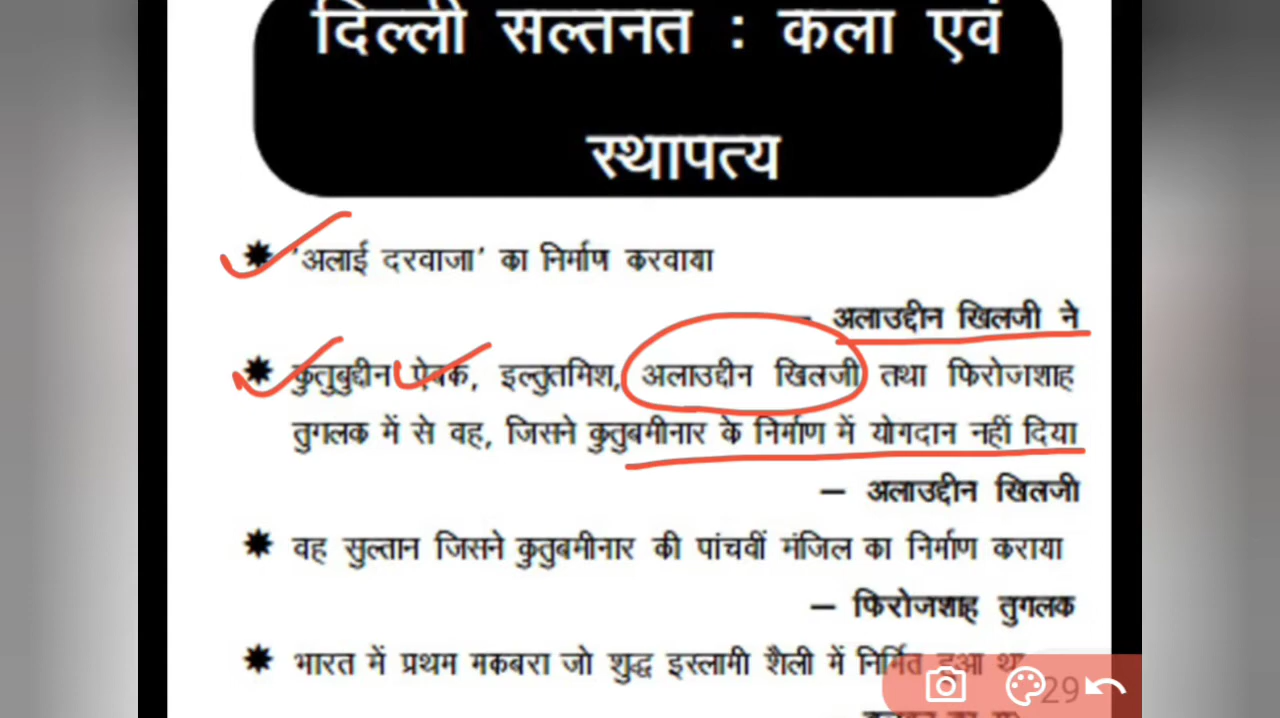 दिल्ली सल्तनत : कला एवं
स्थापत्य
'अलाई दरवाजा' का निर्माण करवाया
– अलाउद्दीन खिलजी ने
कुतुबुद्दीन ऐबक, इल्तुतमिश, अलाउद्दीन खिलजी तथा फिरोजशाह
तुगलक में से वह, जिसने कुतुबमीनार के निर्माण में योगदान नहीं दिया
– अलाउद्दीन खिलजी
वह सुल्तान जिसने कुतुबमीनार की पांचवीं मंजिल का निर्माण कराया
– फिरोजशाह तुगलक
भारत में प्रथम मकबरा जो शुद्ध इस्लामी शैली में निर्मित हुआ
29